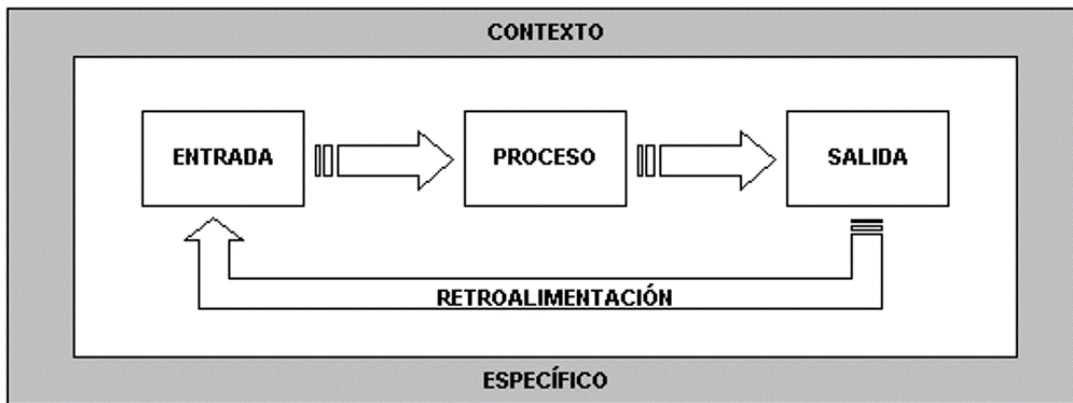 CONTEXTO
ENTRADA
PROCESO
SALIDA
RETROALIMENTACIÓN
ESPECÍFICO